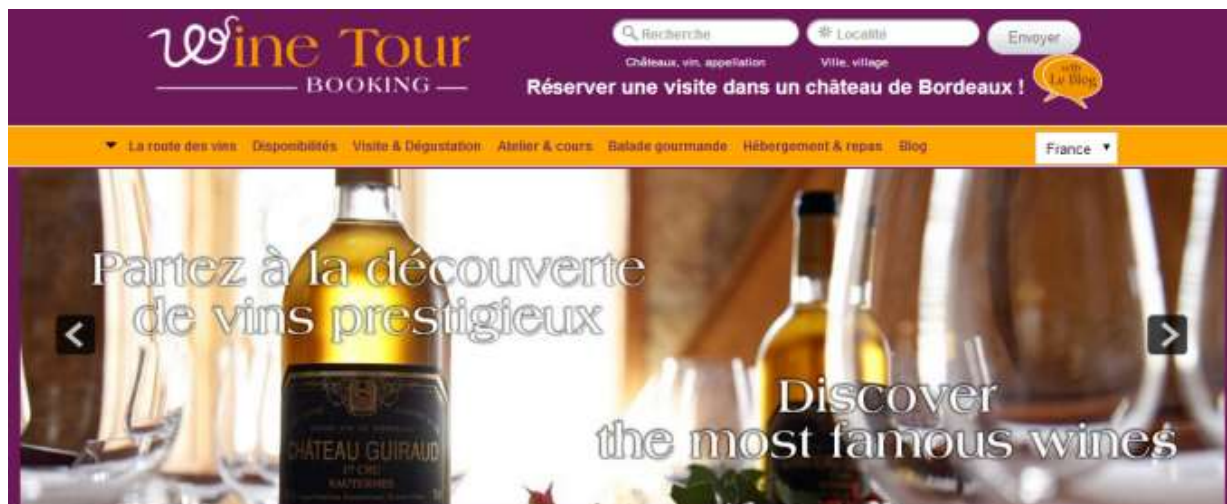 Wine Tour
BOOKING
Recherche
Localité
Envoyer
Châteaux, vin, appellation
Ville, village
Réserver une visite dans un château de Bordeaux !
Le Blog
La route des vins Disponibilités Visite & Dégustation Atelier & cours Balade gourmande Hébergement & repas Blog
France
Partez à la découverte
de vins prestigieux
Discover
the most famous wines
CHÂTEAU GUIRAUD
1er CRU
SAUTERNES